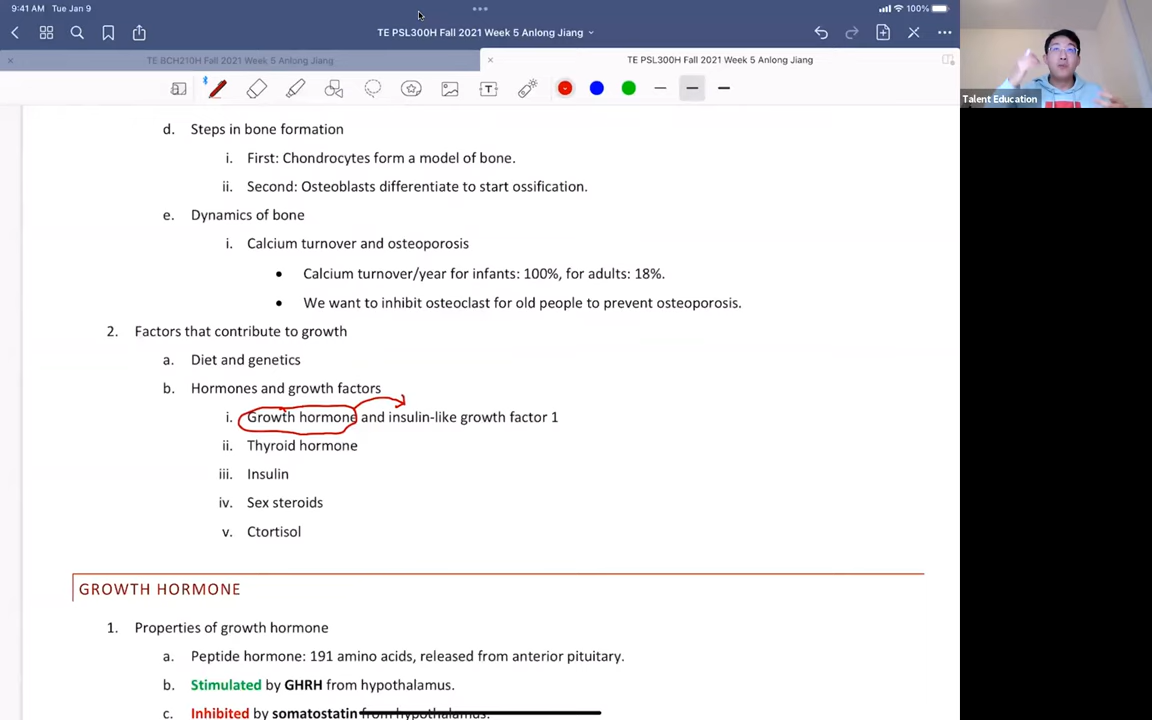 9:41 AM Tue Jan 9
100%
TE PSL300H Fall 2021 Week 5 Anlong Jiang
TE BCH210H Fall 2021 Week 5 Anlong Jiang
TE PSL300H Fall 2021 Week 5 Anlong Jiang
Talent Education
d. Steps in bone formation
i. First: Chondrocytes form a model of bone.
ii. Second: Osteoblasts differentiate to start ossification.
e. Dynamics of bone
i. Calcium turnover and osteoporosis
• Calcium turnover/year for infants: 100%, for adults: 18%.
• We want to inhibit osteoclast for old people to prevent osteoporosis.
2. Factors that contribute to growth
a. Diet and genetics
b. Hormones and growth factors
i. Growth hormone and insulin-like growth factor 1
ii. Thyroid hormone
iii. Insulin
iv. Sex steroids
v. Ctortisol
GROWTH HORMONE
1. Properties of growth hormone
a. Peptide hormone: 191 amino acids, released from anterior pituitary.
b. Stimulated by GHRH from hypothalamus.
c. Inhibited by somatostatin from hypothalamus.